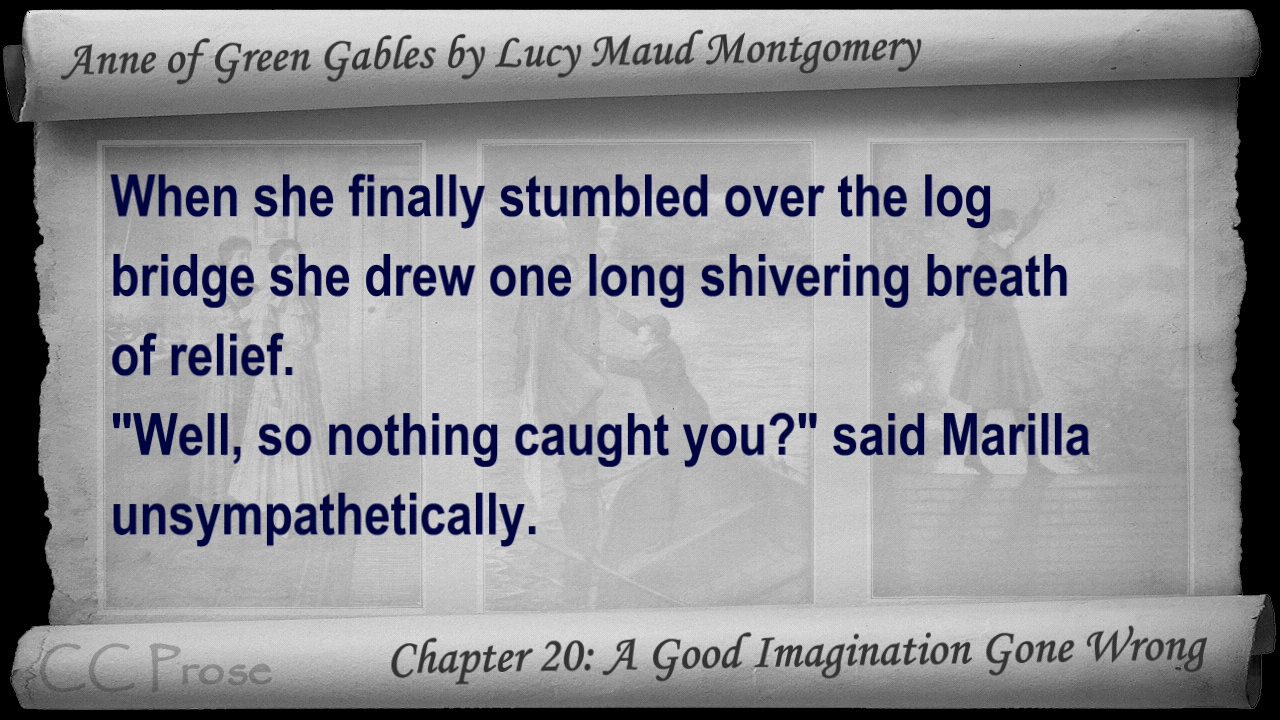 Anne of Green Gables by Lucy Maud Montgomery
When she finally stumbled over the log
bridge she drew one long shivering breath
of relief.
"Well, so nothing caught you?" said Marilla
unsympathetically.
CC Prose
Chapter 20: A Good Imagination Gone Wrong